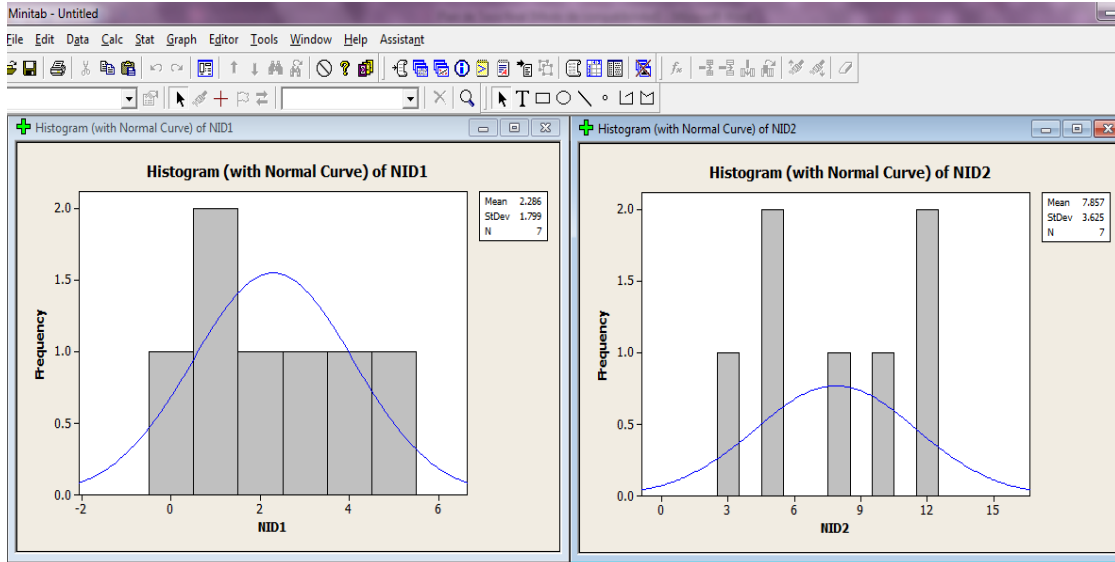 Minitab - Untitled
File Edit Data Calc Stat Graph Editor Tools Window Help Assistant
Histogram (with Normal Curve) of NID1
Histogram (with Normal Curve) of NID1
Mean 2.286
StDev 1.799
N 7
2.0
1.5
1.0
0.5
0.0
Frequency
-2 0 2 4 6
NID1
Histogram (with Normal Curve) of NID2
Histogram (with Normal Curve) of NID2
Mean 7.857
StDev 3.625
N 7
2.0
1.5
1.0
0.5
0.0
Frequency
0 3 6 9 12 15
NID2